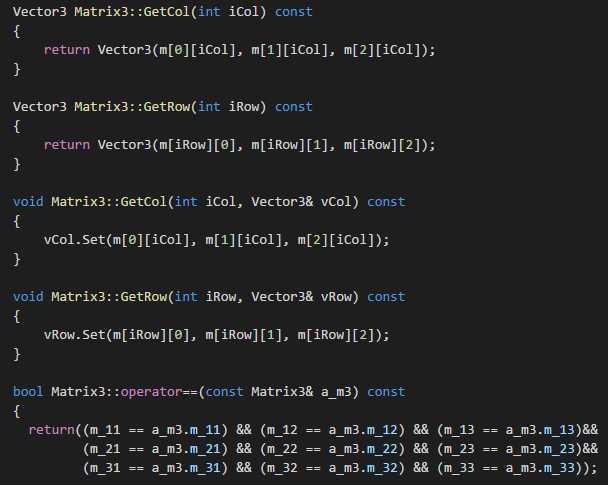 Vector3 Matrix3::GetCol(int iCol) const
{
    return Vector3(m[0][iCol], m[1][iCol], m[2][iCol]);
}

Vector3 Matrix3::GetRow(int iRow) const
{
    return Vector3(m[iRow][0], m[iRow][1], m[iRow][2]);
}

void Matrix3::GetCol(int iCol, Vector3& vCol) const
{
    vCol.Set(m[0][iCol], m[1][iCol], m[2][iCol]);
}

void Matrix3::GetRow(int iRow, Vector3& vRow) const
{
    vRow.Set(m[iRow][0], m[iRow][1], m[iRow][2]);
}

bool Matrix3::operator==(const Matrix3& a_m3) const
{
  return((m_11 == a_m3.m_11) && (m_12 == a_m3.m_12) && (m_13 == a_m3.m_13)&&
         (m_21 == a_m3.m_21) && (m_22 == a_m3.m_22) && (m_23 == a_m3.m_23)&&
         (m_31 == a_m3.m_31) && (m_32 == a_m3.m_32) && (m_33 == a_m3.m_33));